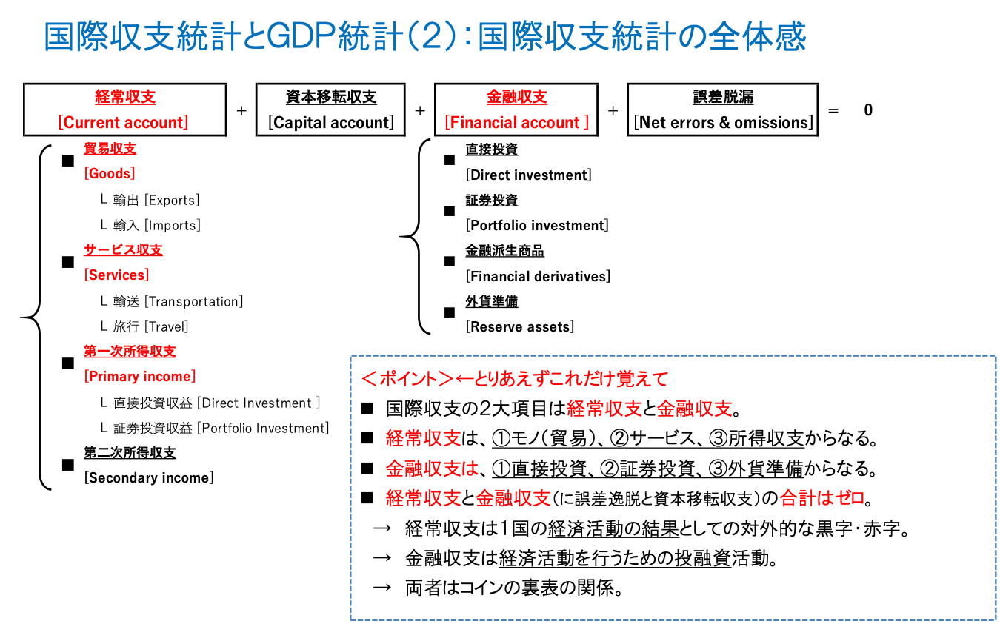 国際収支統計とGDP統計(2):国際収支統計の全体感
経常収支
[Current account]
+
資本移転収支
[Capital account]
+
金融収支
[Financial account ]
+
誤差脱漏
[Net errors & omissions]
= 0
■ 貿易収支
[Goods]
└ 輸出 [Exports]
└ 輸入 [Imports]
■ サービス収支
[Services]
└ 輸送 [Transportation]
└ 旅行 [Travel]
■ 第一次所得収支
[Primary income]
└ 直接投資収益 [Direct Investment ]
└ 証券投資収益 [Portfolio Investment]
■ 第二次所得収支
[Secondary income]
■ 直接投資
[Direct investment]
■ 証券投資
[Portfolio investment]
■ 金融派生商品
[Financial derivatives]
■ 外貨準備
[Reserve assets]
<ポイント>←とりあえずこれだけ覚えて
■ 国際収支の2大項目は経常収支と金融収支。
■ 経常収支は、①モノ(貿易)、②サービス、③所得収支からなる。
■ 金融収支は、①直接投資、②証券投資、③外貨準備からなる。
■ 経常収支と金融収支(に誤差逸脱と資本移転収支)の合計はゼロ。
→ 経常収支は1国の経済活動の結果としての対外的な黒字・赤字。
→ 金融収支は経済活動を行うための投融資活動。
→ 両者はコインの裏表の関係。